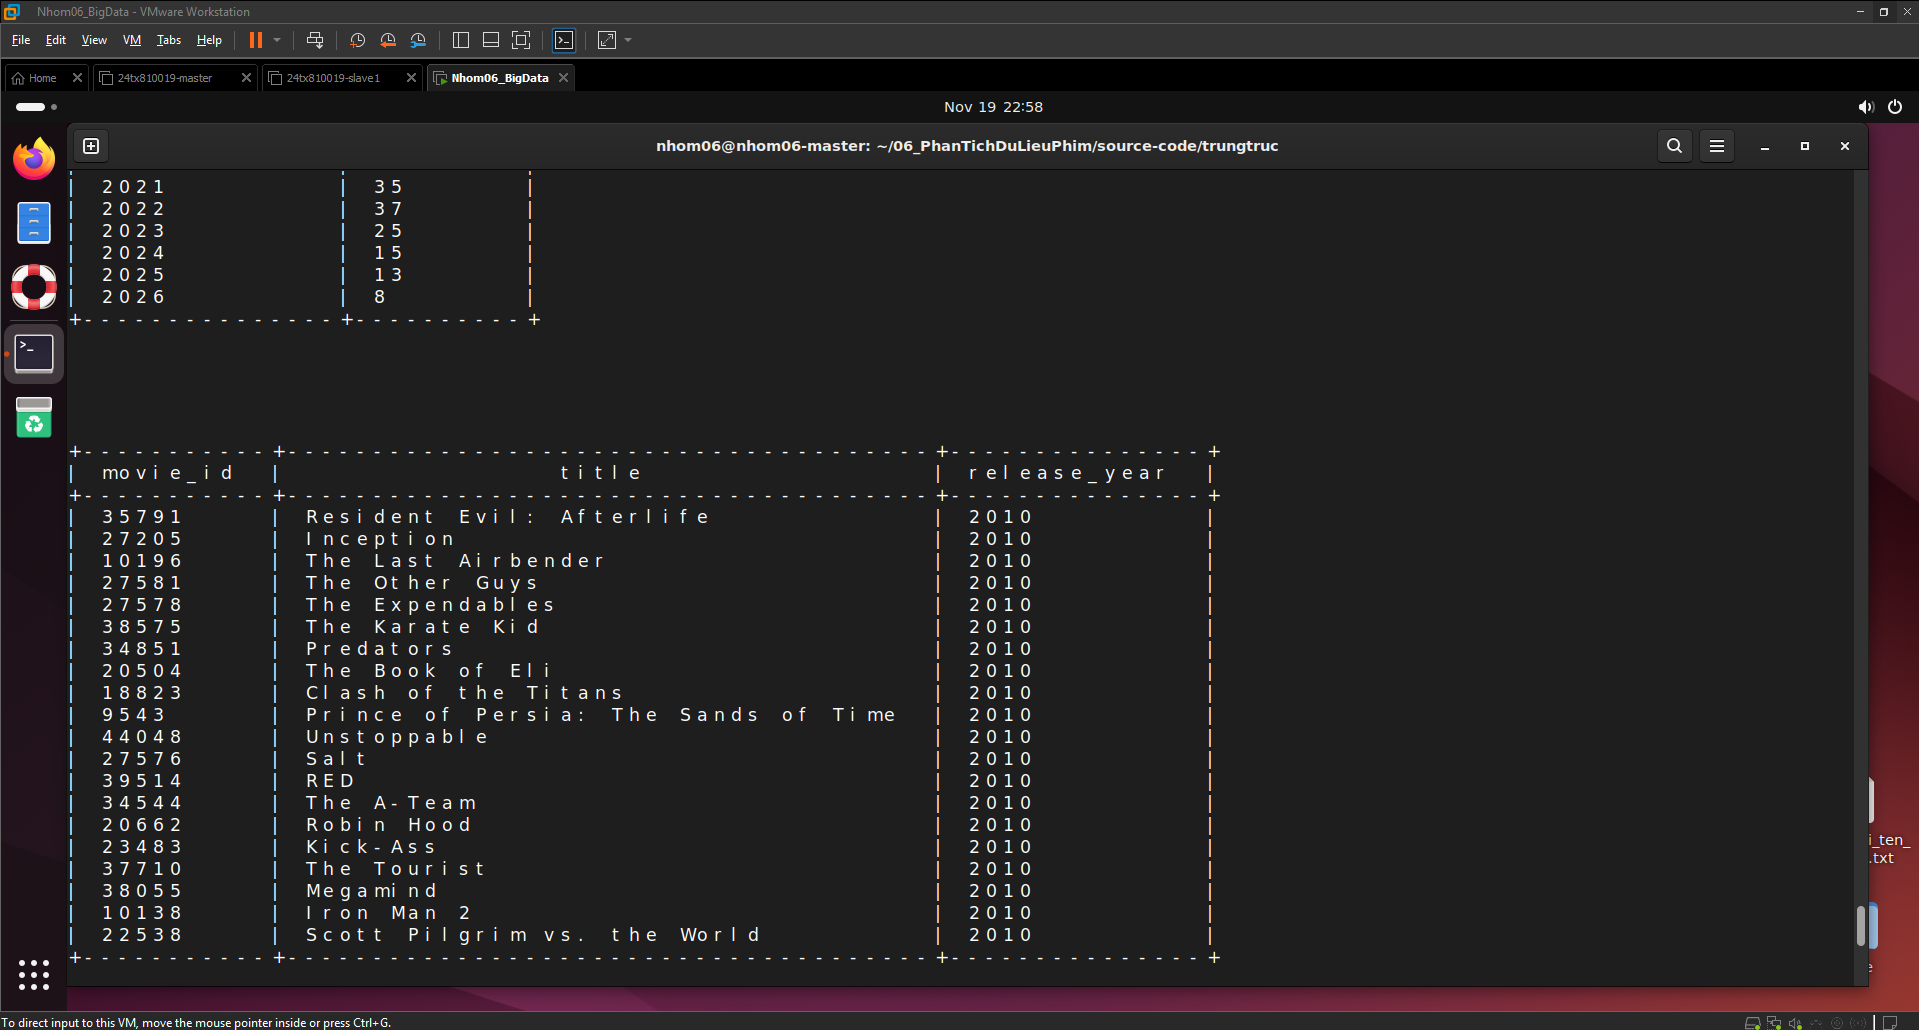 Nhom06_BigData - VMware Workstation
File Edit View VM Tabs Help
Home 24tx810019-master 24tx810019-slave1 Nhom06_BigData
Nov 19 22:58
nhom06@nhom06-master: ~/06_PhanTichDuLieuPhim/source-code/trungtruc
| 2021 | 35 |
| 2022 | 37 |
| 2023 | 25 |
| 2024 | 15 |
| 2025 | 13 |
| 2026 | 8 |
+---------------+----------+
+-----------+--------------------------------------+---------------+
| movie_id | title | release_year |
+-----------+--------------------------------------+---------------+
| 35791 | Resident Evil: Afterlife | 2010 |
| 27205 | Inception | 2010 |
| 10196 | The Last Airbender | 2010 |
| 27581 | The Other Guys | 2010 |
| 27578 | The Expendables | 2010 |
| 38575 | The Karate Kid | 2010 |
| 34851 | Predators | 2010 |
| 20504 | The Book of Eli | 2010 |
| 18823 | Clash of the Titans | 2010 |
| 9543 | Prince of Persia: The Sands of Time | 2010 |
| 44048 | Unstoppable | 2010 |
| 27576 | Salt | 2010 |
| 39514 | RED | 2010 |
| 34544 | The A-Team | 2010 |
| 20662 | Robin Hood | 2010 |
| 23483 | Kick-Ass | 2010 |
| 37710 | The Tourist | 2010 |
| 38055 | Megamind | 2010 |
| 10138 | Iron Man 2 | 2010 |
| 22538 | Scott Pilgrim vs. the World | 2010 |
+-----------+--------------------------------------+---------------+
i_ten_
.txt
e
To direct input to this VM, move the mouse pointer inside or press Ctrl+G.